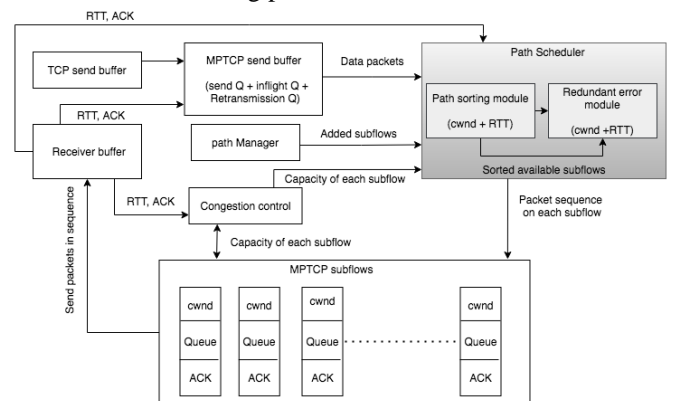 RTT, ACK
TCP send buffer
MPTCP send buffer
(send Q + inflight Q +
Retransmission Q)
Data packets
Path Scheduler
Path sorting module
(cwnd + RTT)
Redundant error
module
(cwnd +RTT)
Sorted available subflows
RTT, ACK
Receiver buffer
path Manager
Added subflows
Capacity of each subflow
RTT, ACK
Congestion control
Packet sequence
on each subflow
Capacity of each subflow
Send packets in sequence
MPTCP subflows
cwnd
cwnd
cwnd
cwnd
Queue
Queue
Queue
Queue
ACK
ACK
ACK
ACK